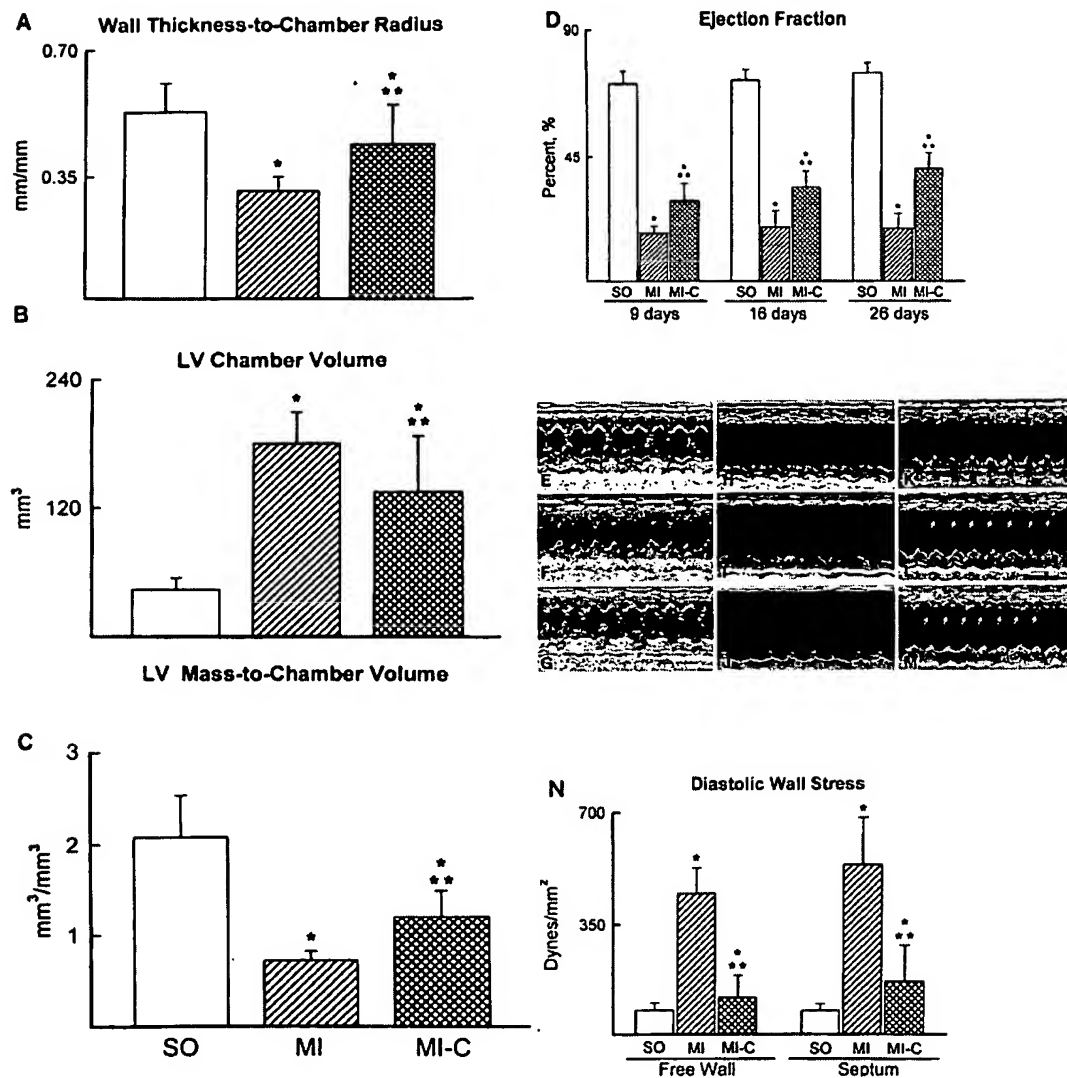 A
Wall Thickness-to-Chamber Radius
0.70
0.35
mm/mm
*
*
**
B
LV Chamber Volume
240
120
mm³
*
*
**
LV Mass-to-Chamber Volume
C
3
2
1
mm³/mm³
*
*
**
SO MI MI-C
D
Ejection Fraction
90
45
Percent, %
*
*
**
*
*
**
*
*
**
SO MI MI-C SO MI MI-C SO MI MI-C
9 days 16 days 26 days
E H K
F I
G J M
N
Diastolic Wall Stress
700
350
Dynes/mm²
*
*
**
*
*
**
SO MI MI-C SO MI MI-C
Free Wall Septum